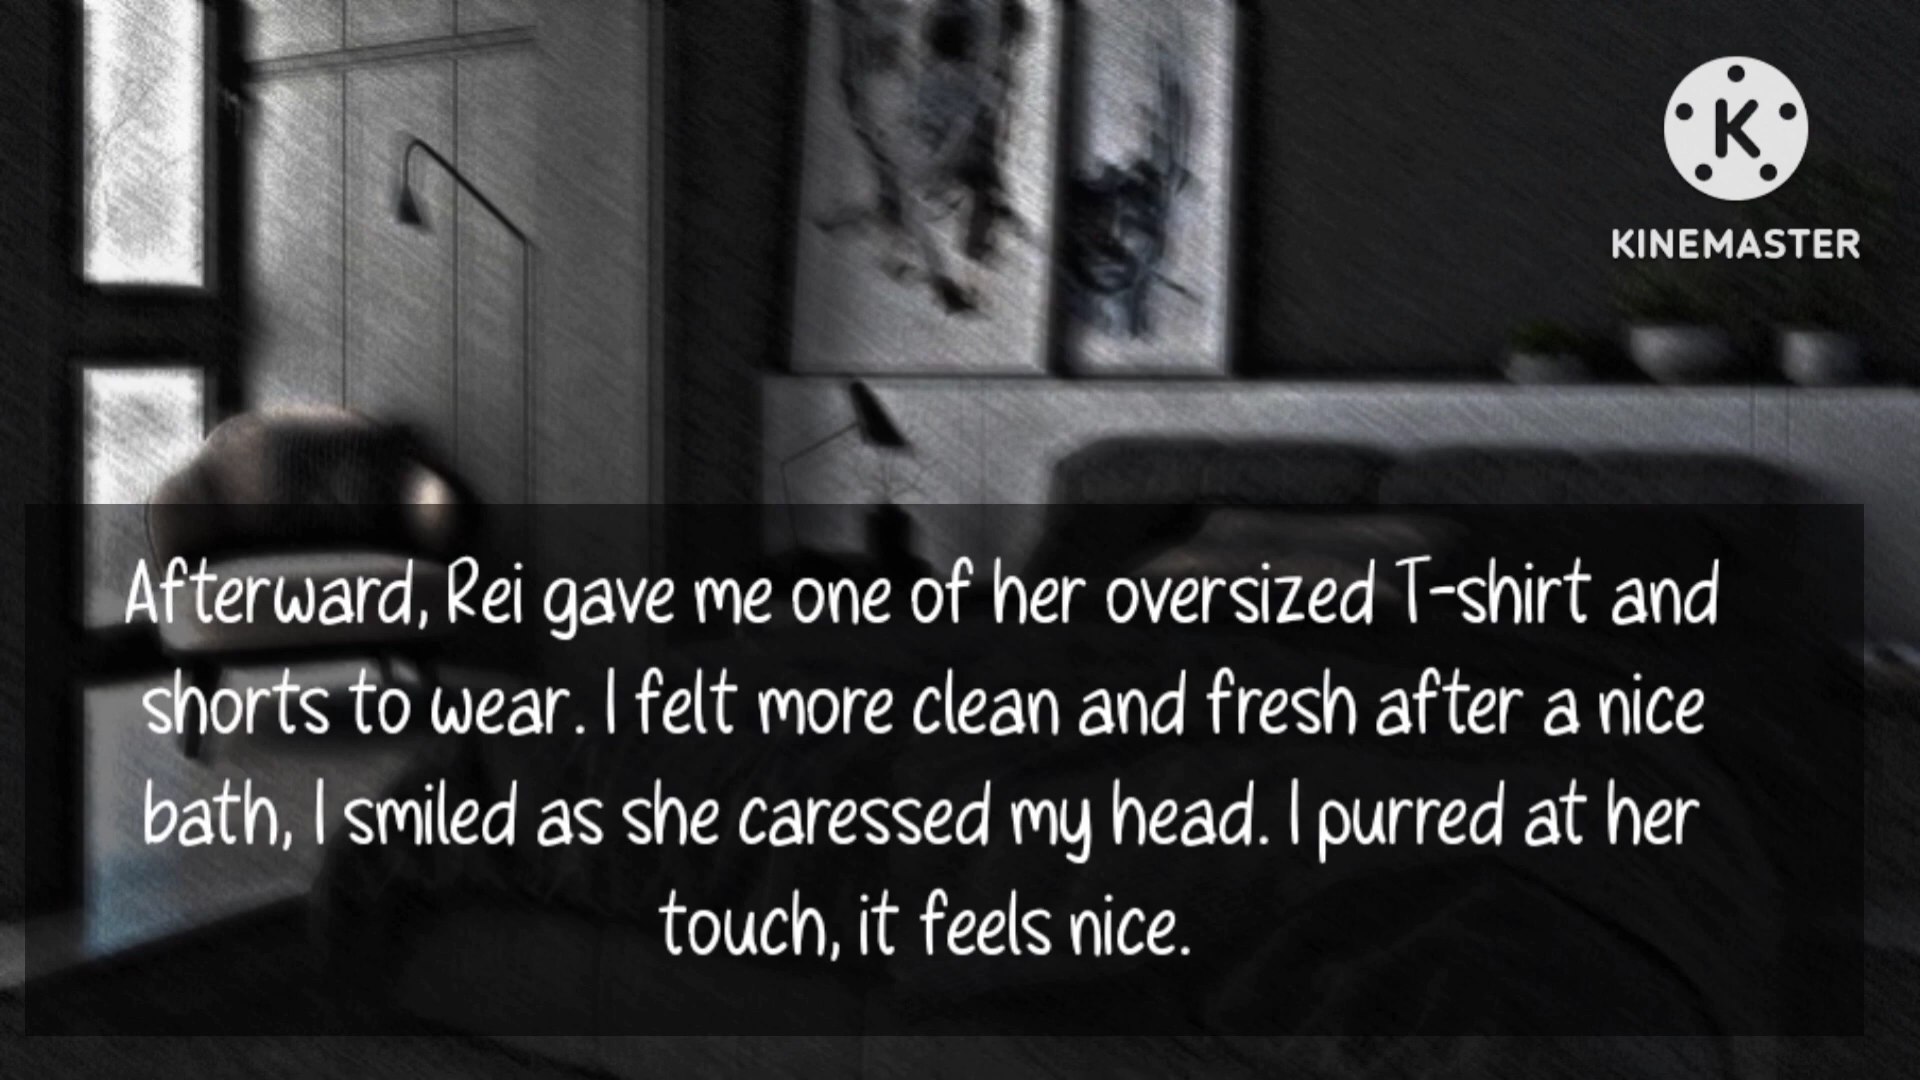 K
KINEMASTER
Afterward, Rei gave me one of her oversized T-shirt and
shorts to wear. I felt more clean and fresh after a nice
bath, I smiled as she caressed my head. I purred at her
touch, it feels nice.